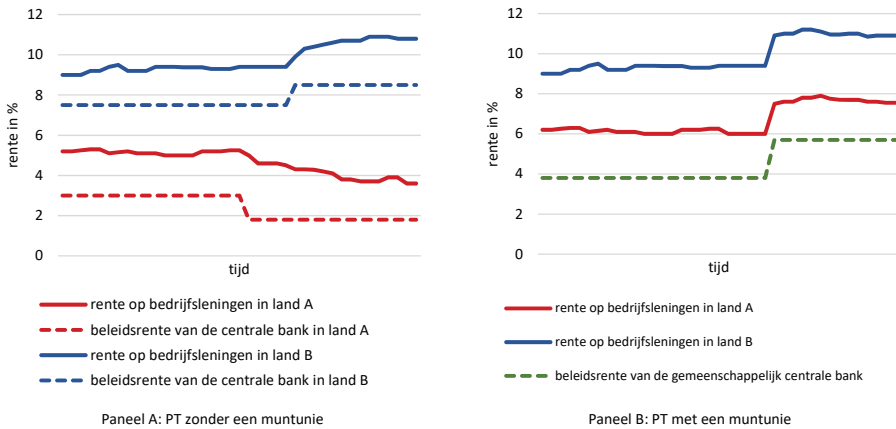 12
10
8
6
4
2
0
rente in %
tijd
rente op bedrijfsleningen in land A
beleidsrente van de centrale bank in land A
rente op bedrijfsleningen in land B
beleidsrente van de centrale bank in land B
Paneel A: PT zonder een muntunie
12
10
8
6
4
2
0
rente in %
tijd
rente op bedrijfsleningen in land A
rente op bedrijfsleningen in land B
beleidsrente van de gemeenschappelijk centrale bank
Paneel B: PT met een muntunie